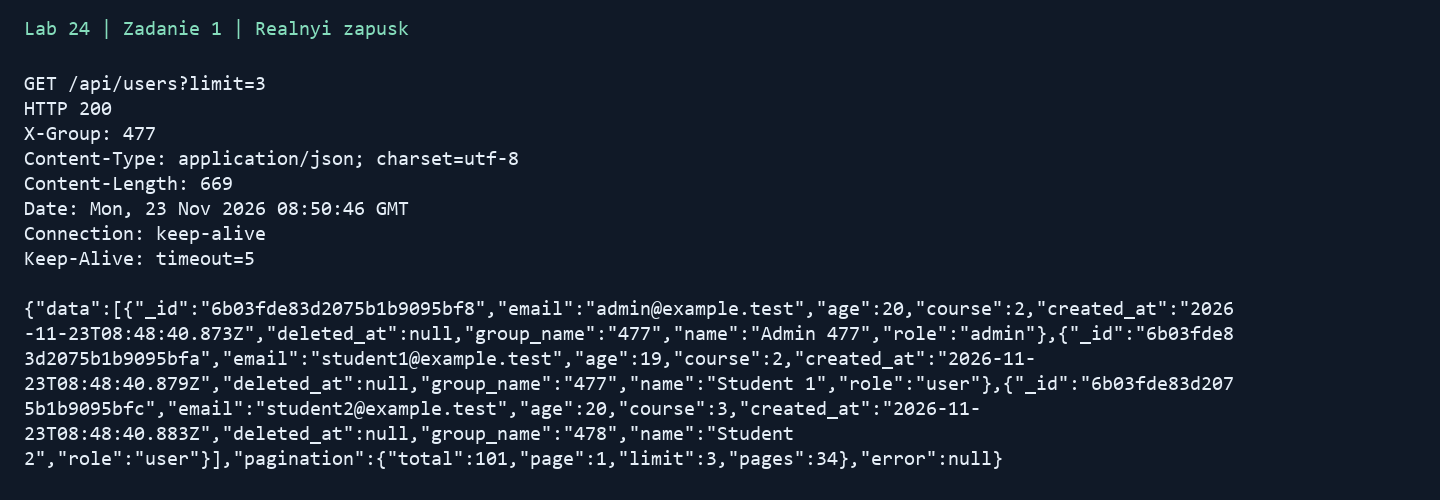 Lab 24 | Zadanie 1 | Realnyi zapusk
GET /api/users?limit=3
HTTP 200
X-Group: 477
Content-Type: application/json; charset=utf-8
Content-Length: 669
Date: Mon, 23 Nov 2026 08:50:46 GMT
Connection: keep-alive
Keep-Alive: timeout=5
{"data":[{"_id":"6b03fde83d2075b1b9095bf8","email":"admin@example.test","age":20,"course":2,"created_at":"2026
-11-23T08:48:40.873Z","deleted_at":null,"group_name":"477","name":"Admin 477","role":"admin"},{"_id":"6b03fde8
3d2075b1b9095bfa","email":"student1@example.test","age":19,"course":2,"created_at":"2026-11-
23T08:48:40.879Z","deleted_at":null,"group_name":"477","name":"Student 1","role":"user"},{"_id":"6b03fde83d207
5b1b9095bfc","email":"student2@example.test","age":20,"course":3,"created_at":"2026-11-
23T08:48:40.883Z","deleted_at":null,"group_name":"478","name":"Student
2","role":"user"}],"pagination":{"total":101,"page":1,"limit":3,"pages":34},"error":null}